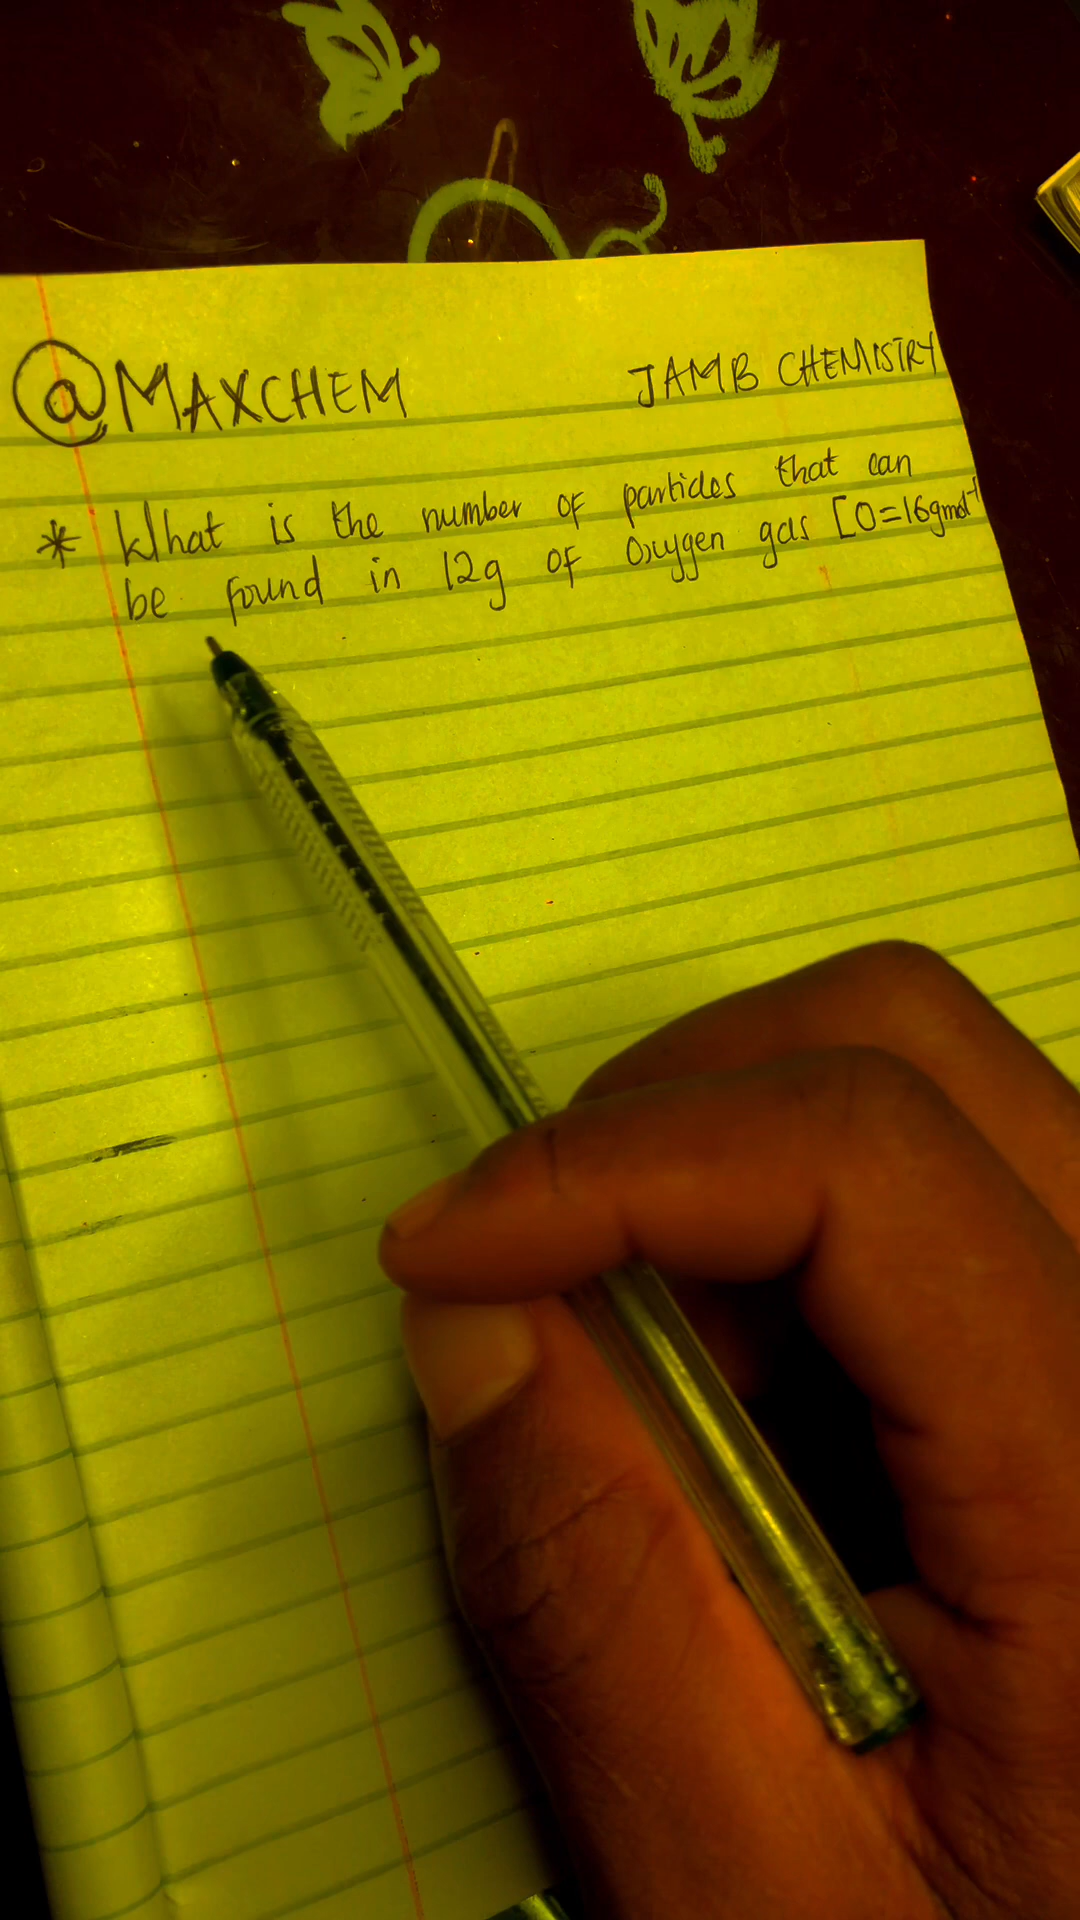 @MAXCHEM JAMB CHEMISTRY
* What is the number of particles that can
be found in 12g of Oxygen gas [O=16gmol⁻¹